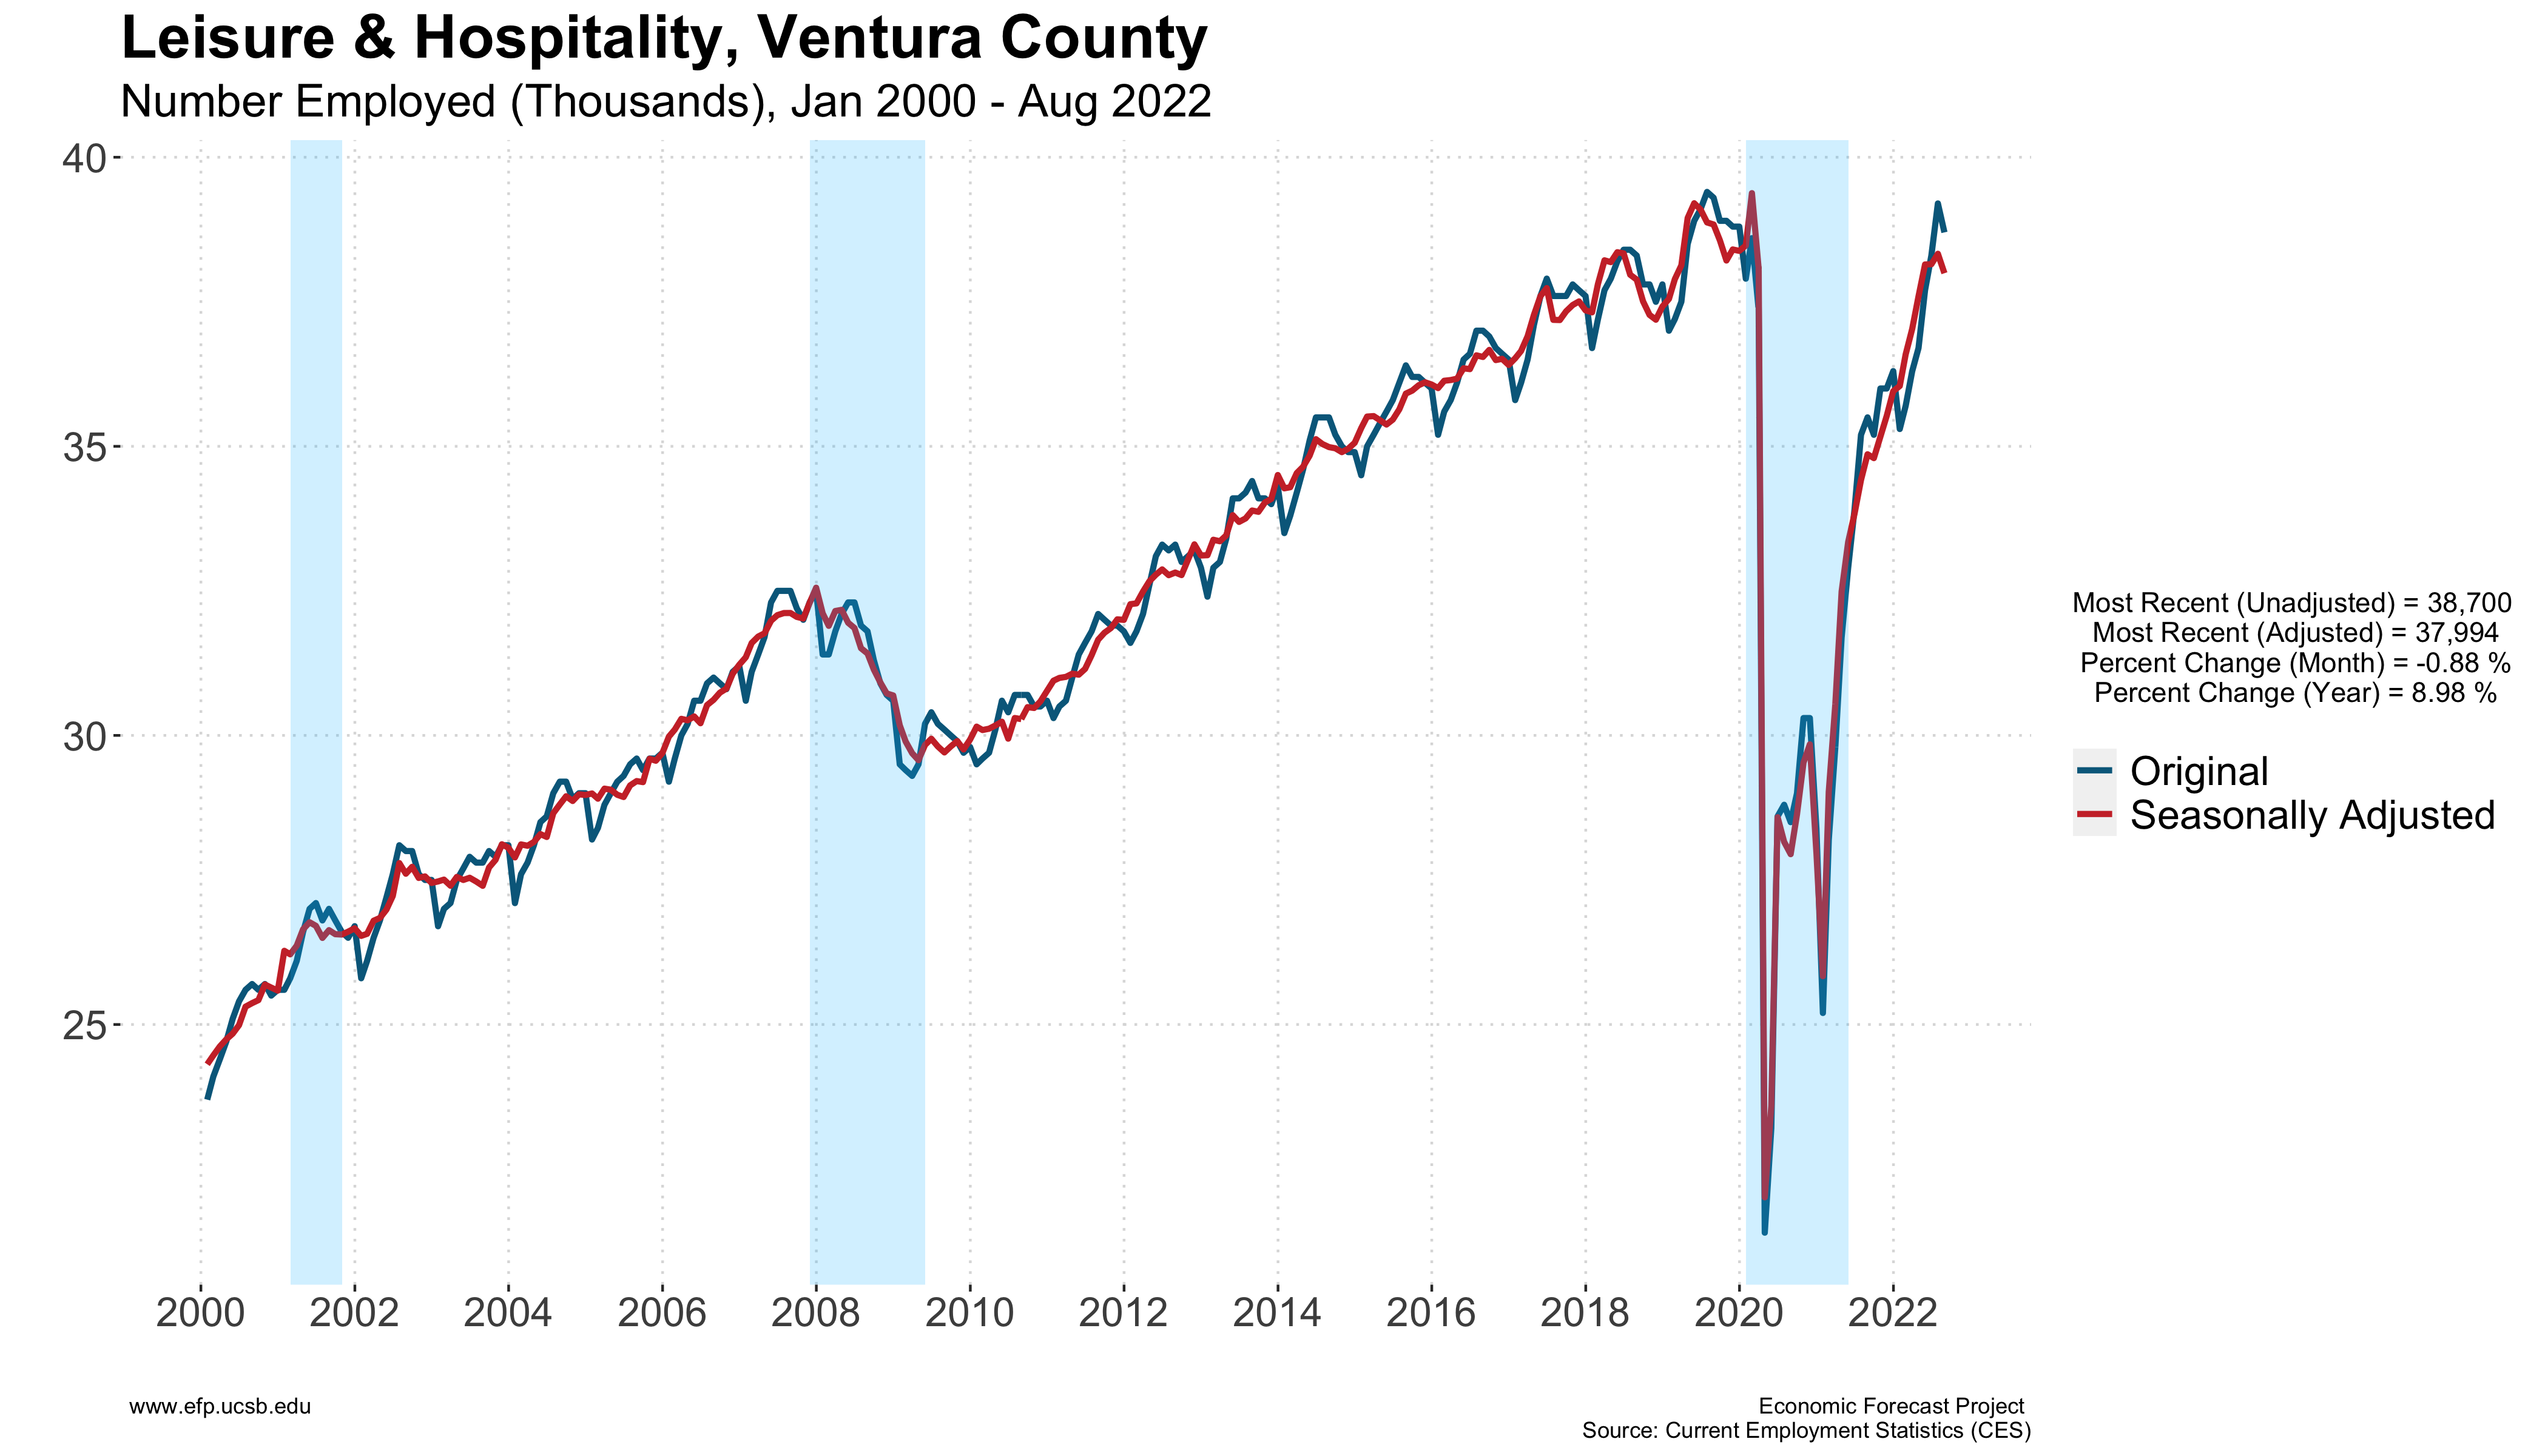 Leisure & Hospitality, Ventura County
Number Employed (Thousands), Jan 2000 - Aug 2022
40
35
30
25
2000 2002 2004 2006 2008 2010 2012 2014 2016 2018 2020 2022
Most Recent (Unadjusted) = 38,700
Most Recent (Adjusted) = 37,994
Percent Change (Month) = -0.88 %
Percent Change (Year) = 8.98 %
Original
Seasonally Adjusted
www.efp.ucsb.edu
Economic Forecast Project
Source: Current Employment Statistics (CES)